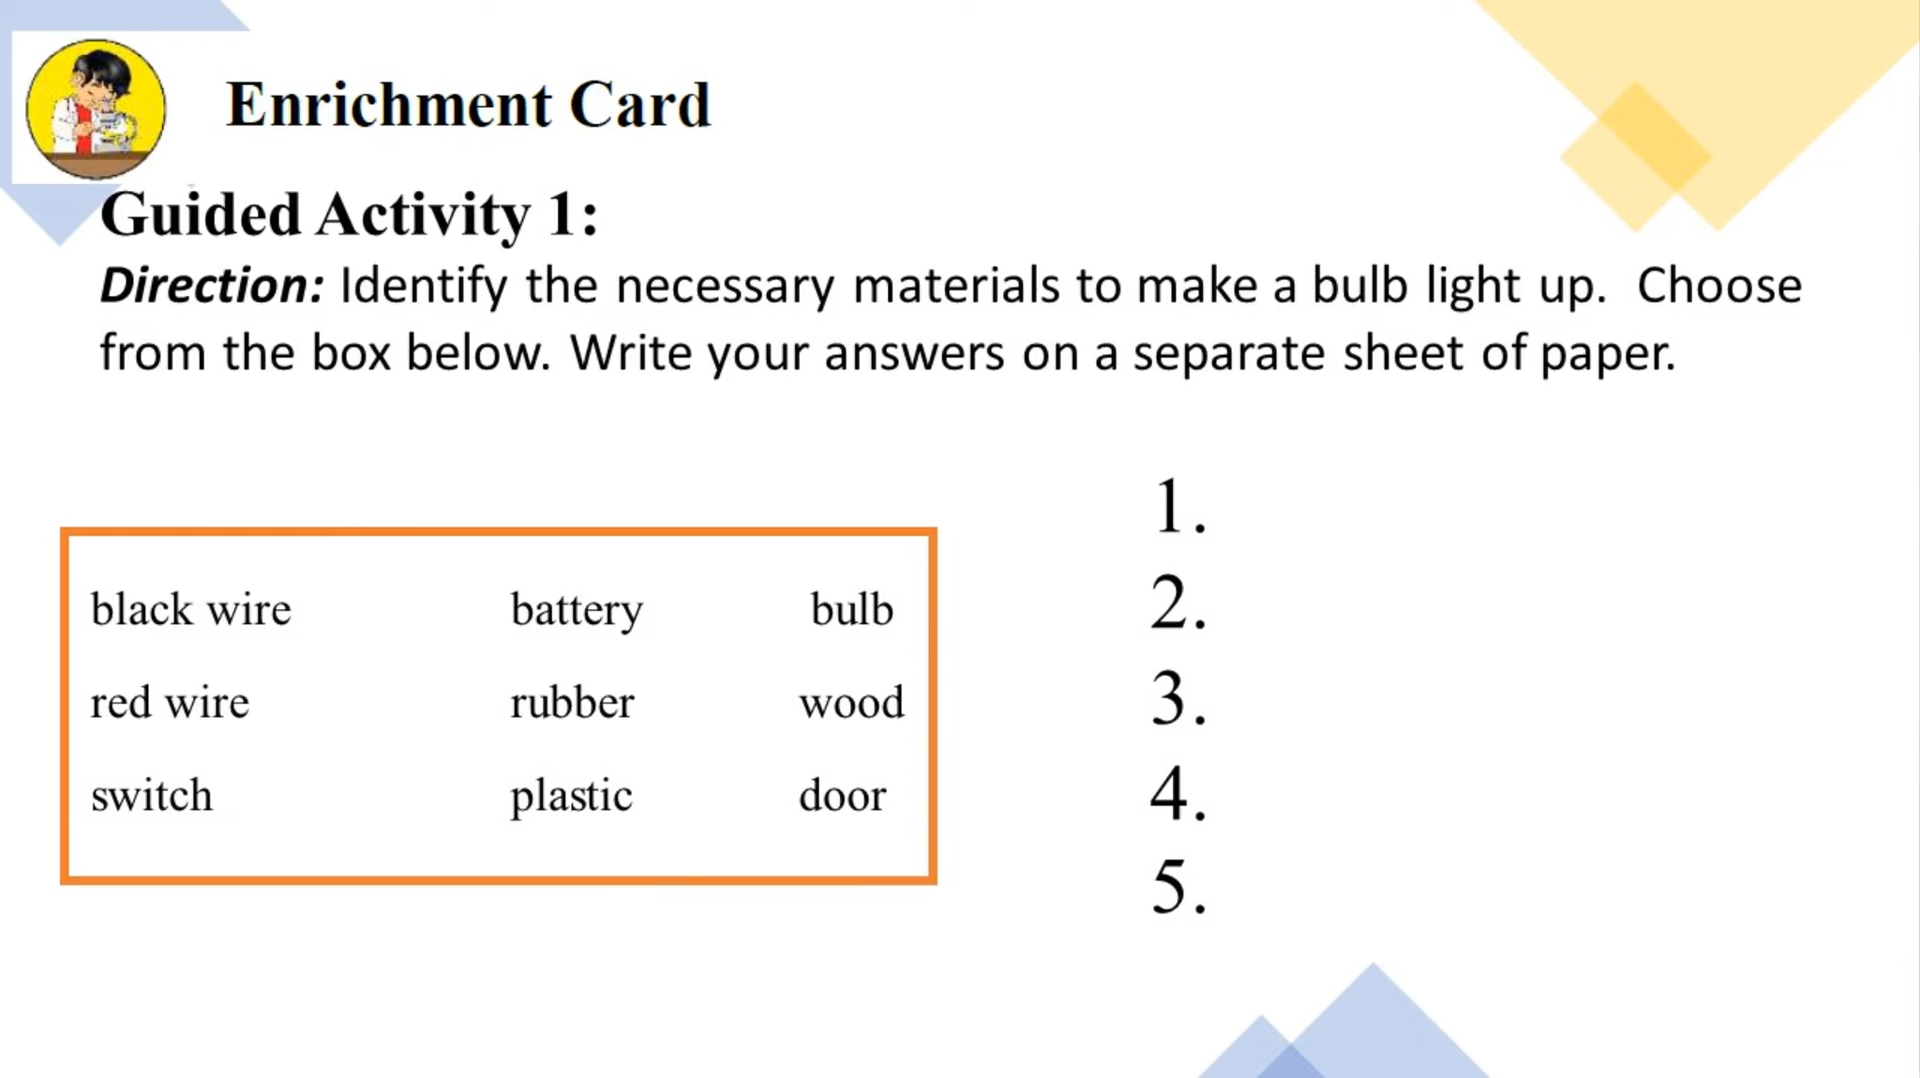 Enrichment Card
Guided Activity 1:
Direction: Identify the necessary materials to make a bulb light up. Choose
from the box below. Write your answers on a separate sheet of paper.
black wire battery bulb
red wire rubber wood
switch plastic door
1.
2.
3.
4.
5.